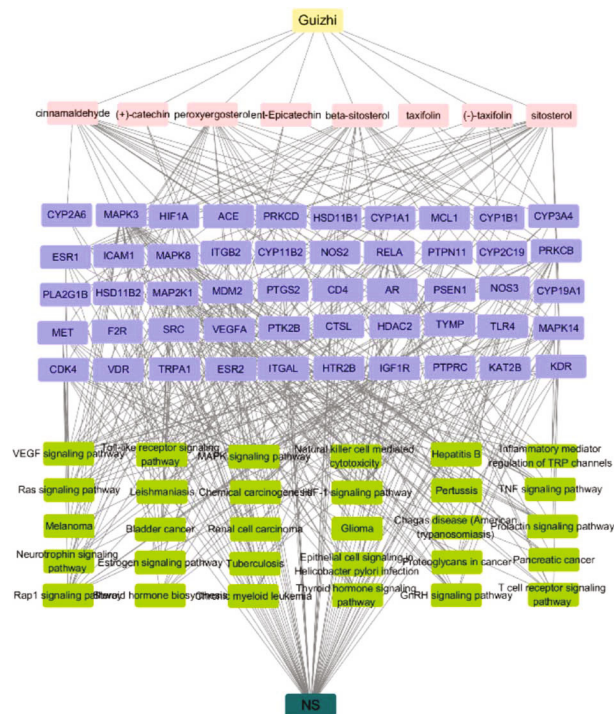 Guizhi
cinnamaldehyde (+)-catechin peroxyergosterol ent-Epicatechin beta-sitosterol taxifolin (-)-taxifolin sitosterol
CYP2A6 MAPK3 HIF1A ACE PRKCD HSD11B1 CYP1A1 MCL1 CYP1B1 CYP3A4
ESR1 ICAM1 MAPK8 ITGB2 CYP11B2 NOS2 RELA PTPN11 CYP2C19 PRKCB
PLA2G1B HSD11B2 MAP2K1 MDM2 PTGS2 CD4 AR PSEN1 NOS3 CYP19A1
MET F2R SRC VEGFA PTK2B CTSL HDAC2 TYMP TLR4 MAPK14
CDK4 VDR TRPA1 ESR2 ITGAL HTR2B IGF1R PTPRC KAT2B KDR
VEGF signaling pathway Toll-like receptor signaling pathway MAPK signaling pathway Natural killer cell mediated cytotoxicity Hepatitis B Inflammatory mediator regulation of TRP channels
Ras signaling pathway Leishmaniasis Chemical carcinogenesis HIF-1 signaling pathway Pertussis TNF signaling pathway
Melanoma Bladder cancer Renal cell carcinoma Glioma Chagas disease (American trypanosomiasis) Prolactin signaling pathway
Neurotrophin signaling pathway Estrogen signaling pathway Tuberculosis Epithelial cell signaling in Helicobacter pylori infection Proteoglycans in cancer Pancreatic cancer
Rap1 signaling pathway Steroid hormone biosynthesis Chronic myeloid leukemia Thyroid hormone signaling pathway GnRH signaling pathway T cell receptor signaling pathway
NS